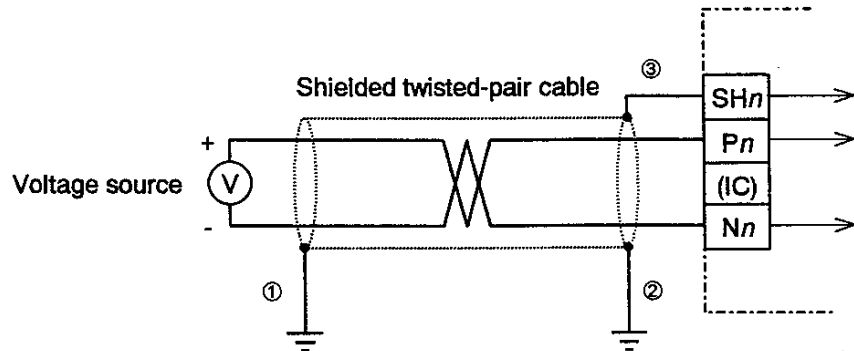 ③
Shielded twisted-pair cable
SHn
+
Pn
Voltage source
V
(IC)
-
Nn
①
②